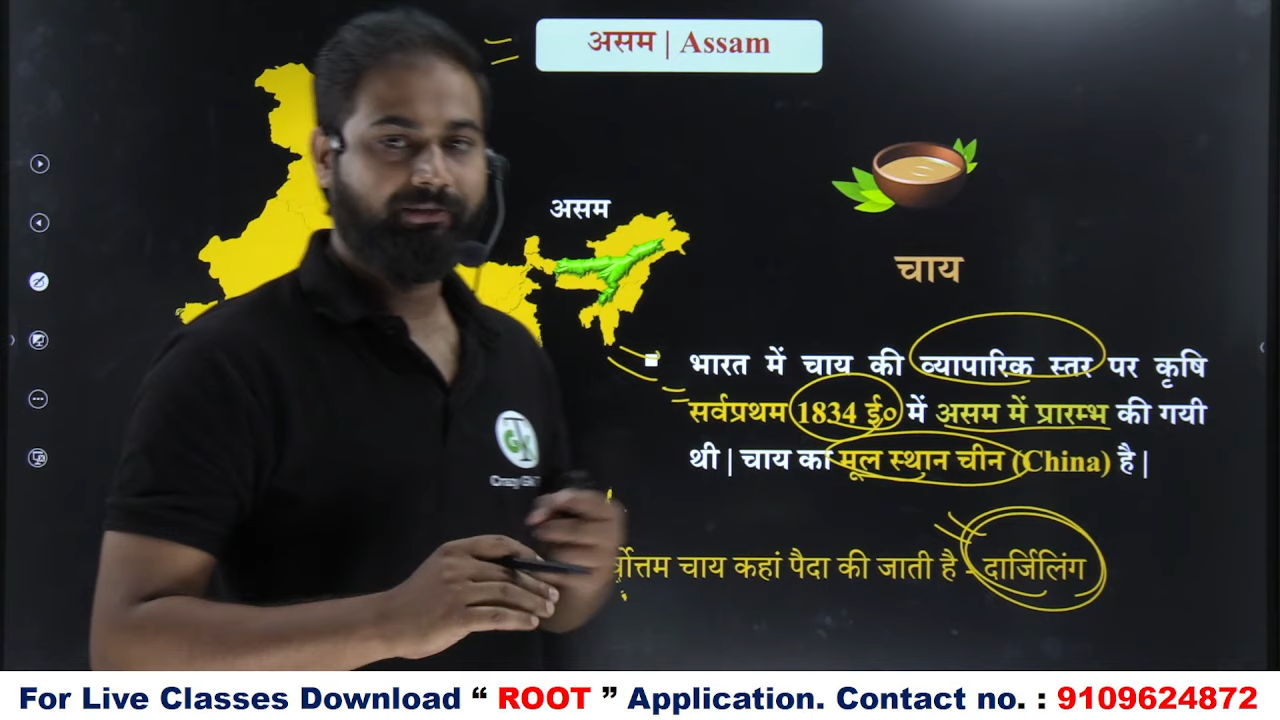 असम | Assam
असम
चाय
भारत में चाय की व्यापारिक स्तर पर कृषि
सर्वप्रथम 1834 ई० में असम में प्रारम्भ की गयी
थी | चाय का मूल स्थान चीन (China) है |
चाय कहां पैदा की जाती है - दार्जिलिंग
For Live Classes Download “ ROOT ” Application. Contact no. : 9109624872